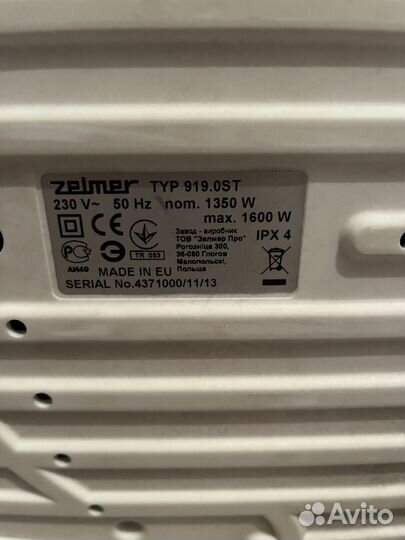 zelmer TYP 919.0ST
230 V~ 50 Hz nom. 1350 W
max. 1600 W
CE
Завод - виробник
ТОВ "Зелмер Про"
Рогозніца 300,
36-060 Глогов
Малопольскі,
Польща
IPX 4
АИ49
TR 053
MADE IN EU
SERIAL No.4371000/11/13
Avito